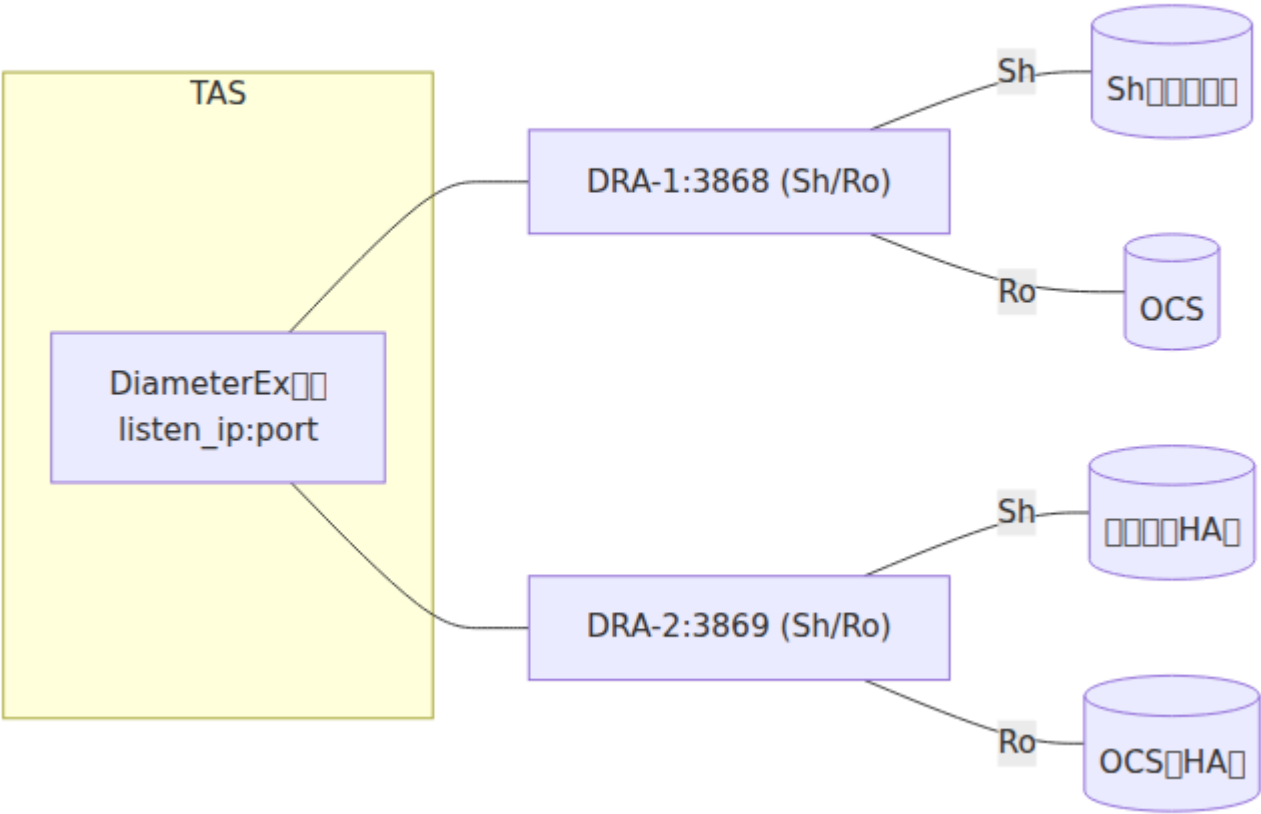 TAS
DiameterEx□□
listen_ip:port
DRA-1:3868 (Sh/Ro)
DRA-2:3869 (Sh/Ro)
Sh
Ro
Sh
Ro
Sh□□□□□
OCS
□□□□□HA□
OCS□HA□